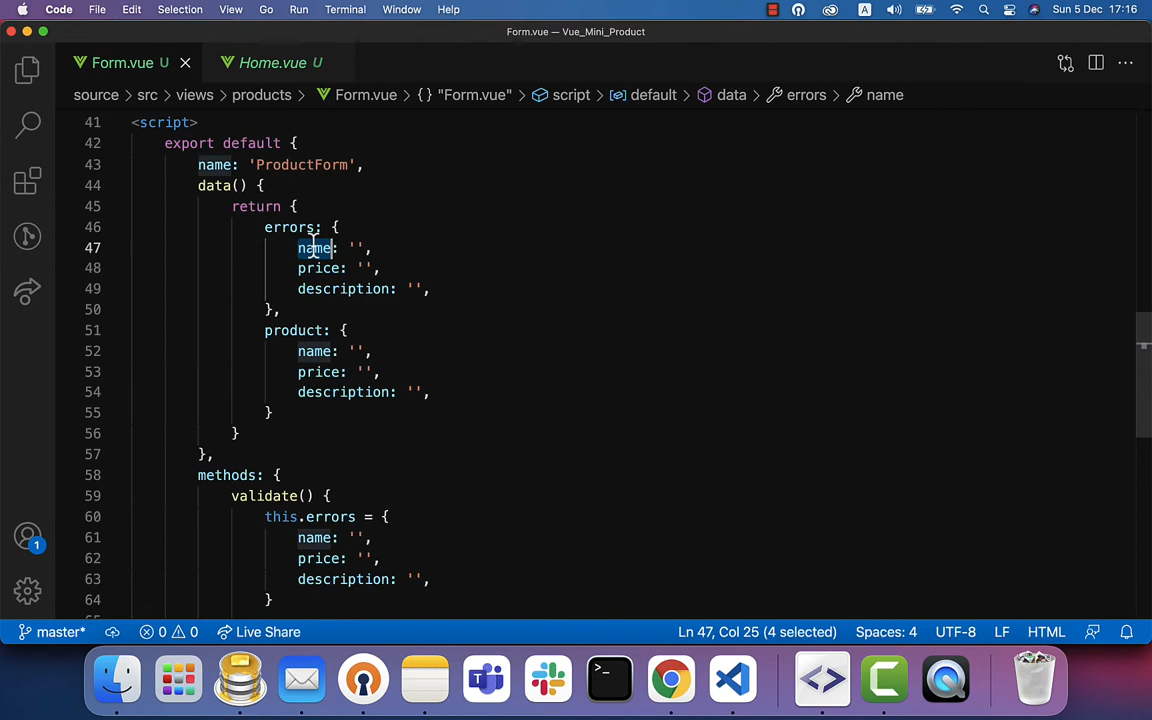 Code File Edit Selection View Go Run Terminal Window Help A Sun 5 Dec 17:16
Form.vue — Vue_Mini_Product
Form.vue U Home.vue U
source > src > views > products > Form.vue > {} "Form.vue" > script > default > data > errors > name
41 <script>
42 export default {
43 name: 'ProductForm',
44 data() {
45 return {
46 errors: {
47 name: '',
48 price: '',
49 description: '',
50 },
51 product: {
52 name: '',
53 price: '',
54 description: '',
55 }
56 }
57 },
58 methods: {
59 validate() {
60 this.errors = {
61 name: '',
62 price: '',
63 description: '',
64 }
1
master* 0 0 Live Share Ln 47, Col 25 (4 selected) Spaces: 4 UTF-8 LF HTML